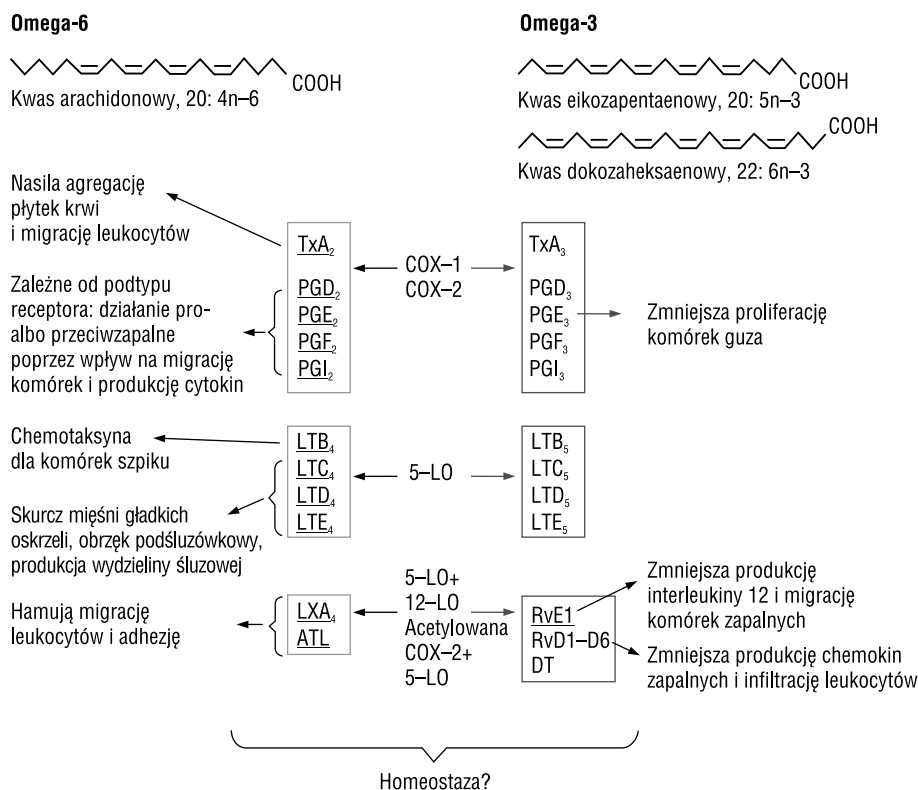 Omega-6
COOH
Kwas arachidonowy, 20: 4n–6
Omega-3
COOH
Kwas eikozapentaenowy, 20: 5n–3
COOH
Kwas dokozaheksaenowy, 22: 6n–3
Nasila agregację
płytek krwi
i migrację leukocytów
Zależne od podtypu
receptora: działanie pro-
albo przeciwzapalne
poprzez wpływ na migrację
komórek i produkcję cytokin
TxA₂
PGD₂
PGE₂
PGF₂
PGI₂
COX–1
COX–2
TxA₃
PGD₃
PGE₃
PGF₃
PGI₃
Zmniejsza proliferację
komórek guza
Chemotaksyna
dla komórek szpiku
Skurcz mięśni gładkich
oskrzeli, obrzęk podśluzówkowy,
produkcja wydzieliny śluzowej
LTB₄
LTC₄
LTD₄
LTE₄
5–LO
LTB₅
LTC₅
LTD₅
LTE₅
Hamują migrację
leukocytów i adhezję
LXA₄
ATL
5–LO+
12–LO
Acetylowana
COX–2+
5–LO
RvE1
RvD1–D6
DT
Zmniejsza produkcję
interleukiny 12 i migrację
komórek zapalnych
Zmniejsza produkcję chemokin
zapalnych i infiltrację leukocytów
Homeostaza?